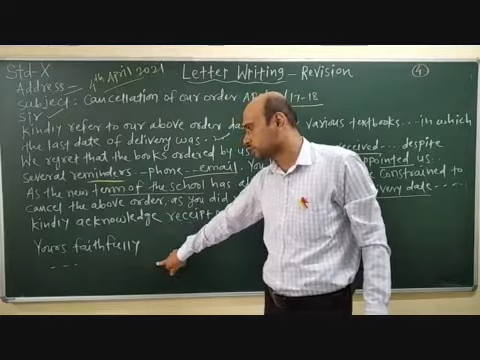 Std-X
4th April 2021
Letter Writing - Revision
4
Address
Subject: Cancellation of our order
17-18
Sir
Kindly refer to our above order various textbooks... in which
the last date of delivery was... received... despite
We regret that the books ordered by appointed us.
several reminders -- phone... email. constrained to
As the new term of the school has delivery date
cancel the above order, as you did
Kindly acknowledge receipt
Yours faithfully
- - -